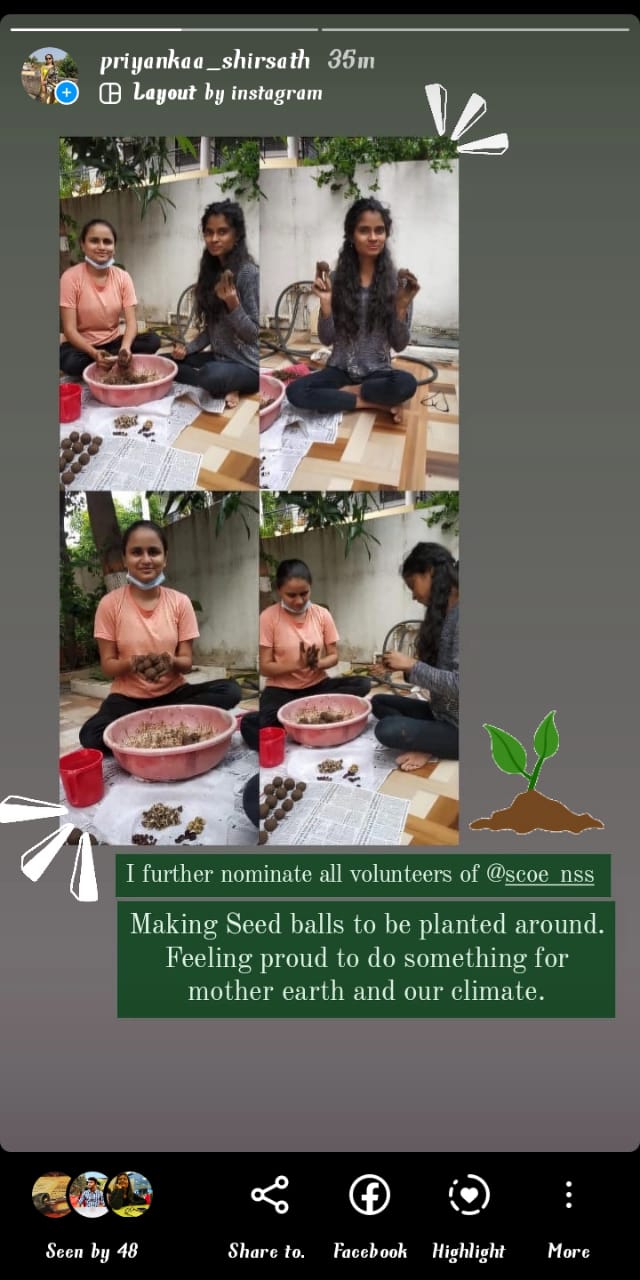 priyankaa_shirsath 35m
Layout by instagram
I further nominate all volunteers of @scoe_nss
Making Seed balls to be planted around.
Feeling proud to do something for
mother earth and our climate.
Seen by 48
Share to.
Facebook
Highlight
More